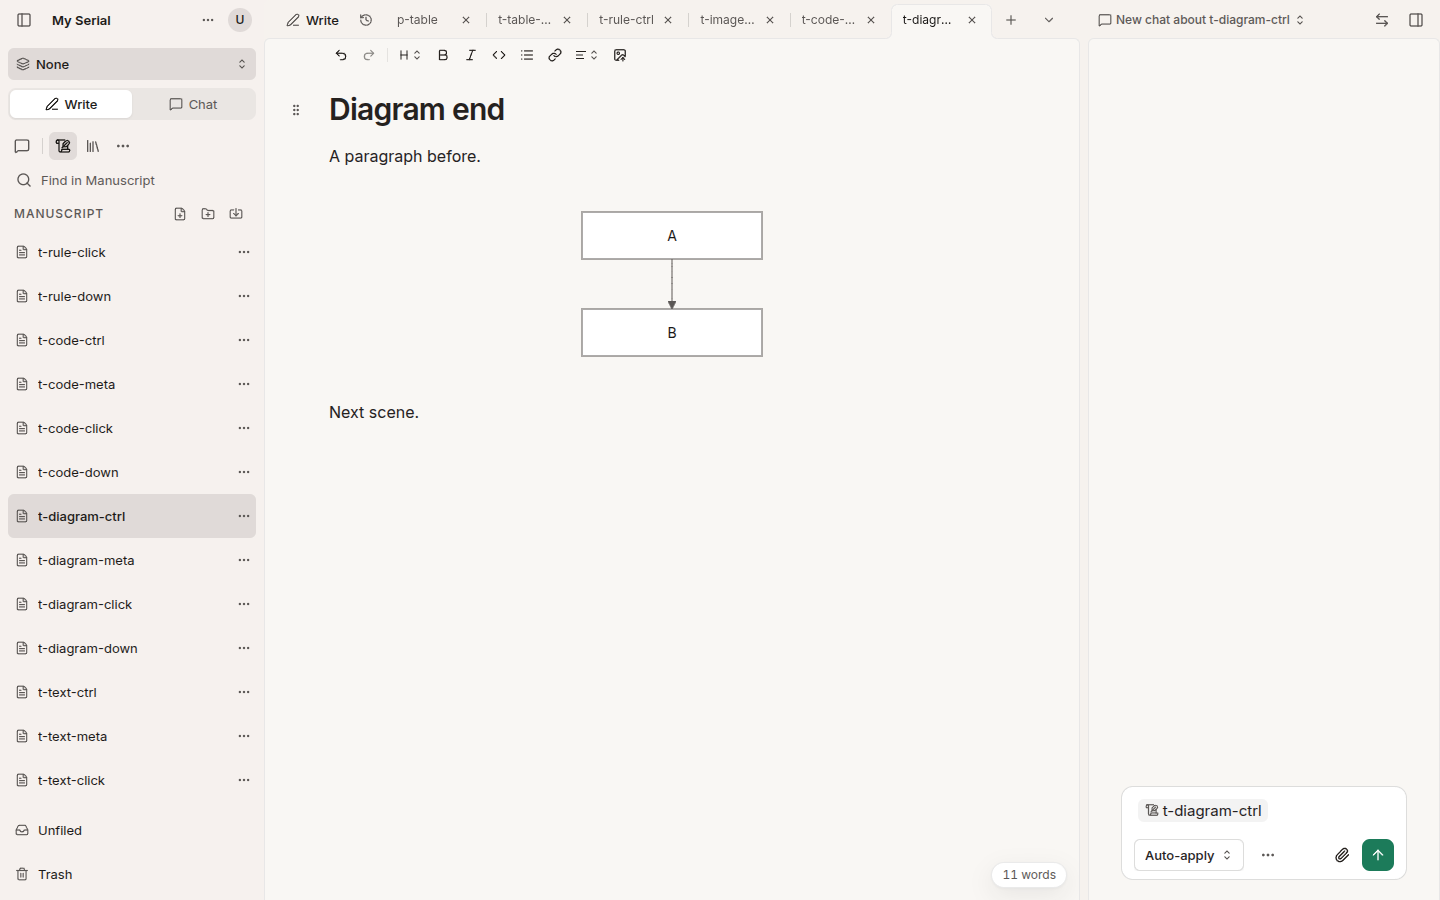 My Serial
U
Write
p-table
t-table-...
t-rule-ctrl
t-image...
t-code-...
t-diagr...
New chat about t-diagram-ctrl
None
Write
Chat
H
B
I
Find in Manuscript
MANUSCRIPT
t-rule-click
t-rule-down
t-code-ctrl
t-code-meta
t-code-click
t-code-down
t-diagram-ctrl
t-diagram-meta
t-diagram-click
t-diagram-down
t-text-ctrl
t-text-meta
t-text-click
Unfiled
Trash
Diagram end
A paragraph before.
A
B
Next scene.
11 words
t-diagram-ctrl
Auto-apply